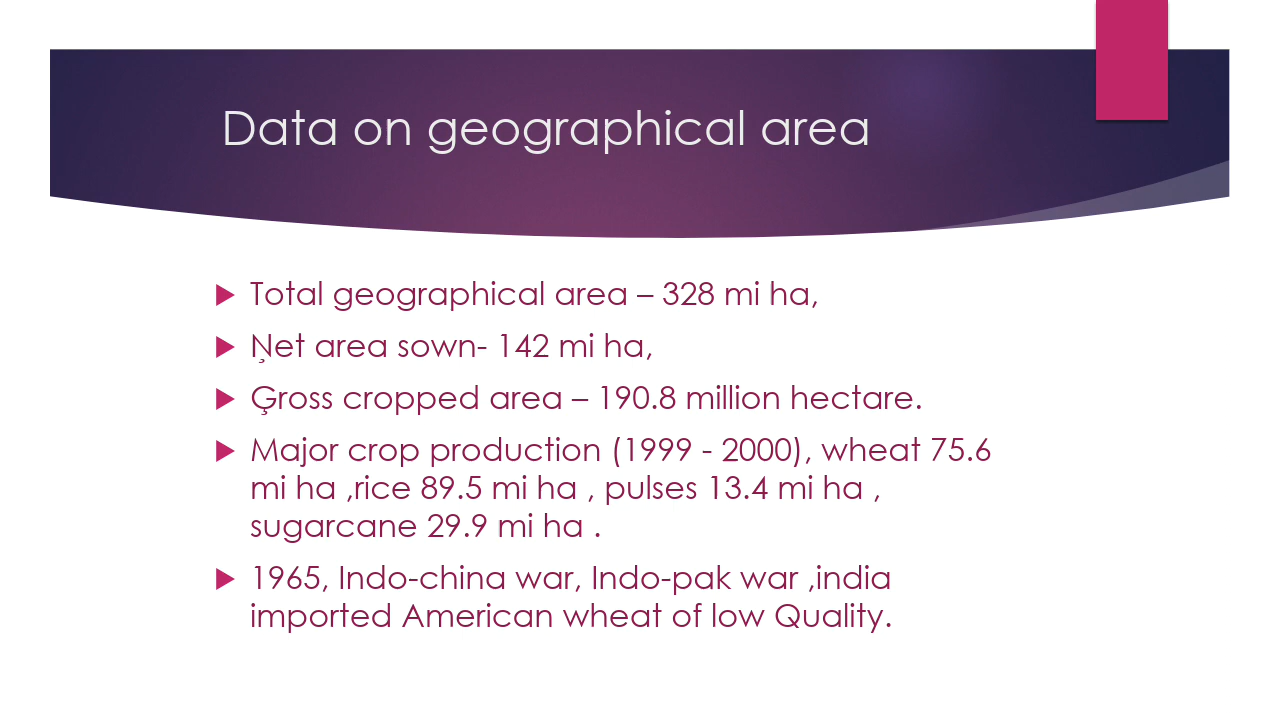 Data on geographical area
Total geographical area – 328 mi ha,
Ņet area sown- 142 mi ha,
Ģross cropped area – 190.8 million hectare.
Major crop production (1999 - 2000), wheat 75.6
mi ha ,rice 89.5 mi ha , pulses 13.4 mi ha ,
sugarcane 29.9 mi ha .
1965, Indo-china war, Indo-pak war ,india
imported American wheat of low Quality.